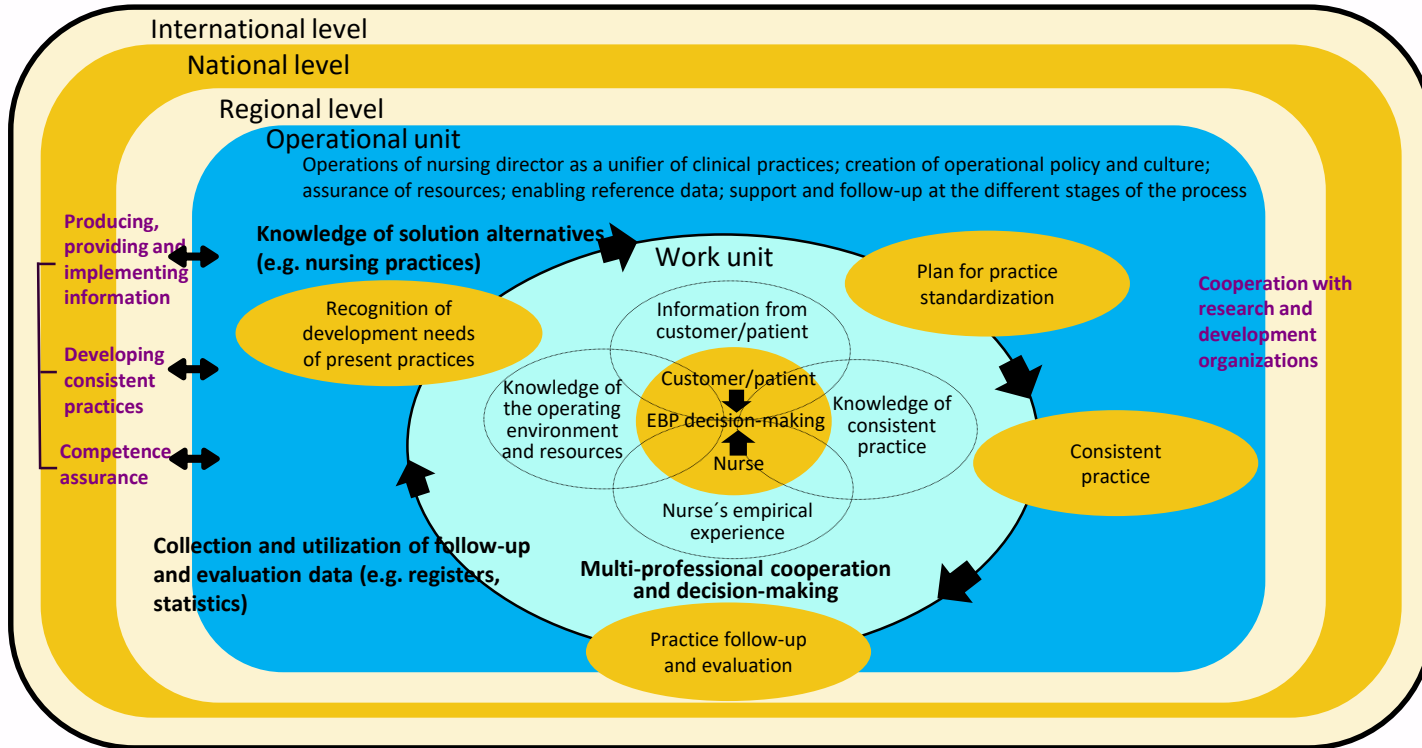 International level
National level
Regional level
Operational unit
Operations of nursing director as a unifier of clinical practices; creation of operational policy and culture;
assurance of resources; enabling reference data; support and follow-up at the different stages of the process
Producing,
providing and
implementing
information
Developing
consistent
practices
Competence
assurance
Knowledge of solution alternatives
(e.g. nursing practices)
Recognition of
development needs
of present practices
Work unit
Information from
customer/patient
Customer/patient
EBP decision-making
Nurse
Knowledge of
the operating
environment
and resources
Knowledge of
consistent
practice
Nurse´s empirical
experience
Multi-professional cooperation
and decision-making
Plan for practice
standardization
Cooperation with
research and
development
organizations
Consistent
practice
Collection and utilization of follow-up
and evaluation data (e.g. registers,
statistics)
Practice follow-up
and evaluation